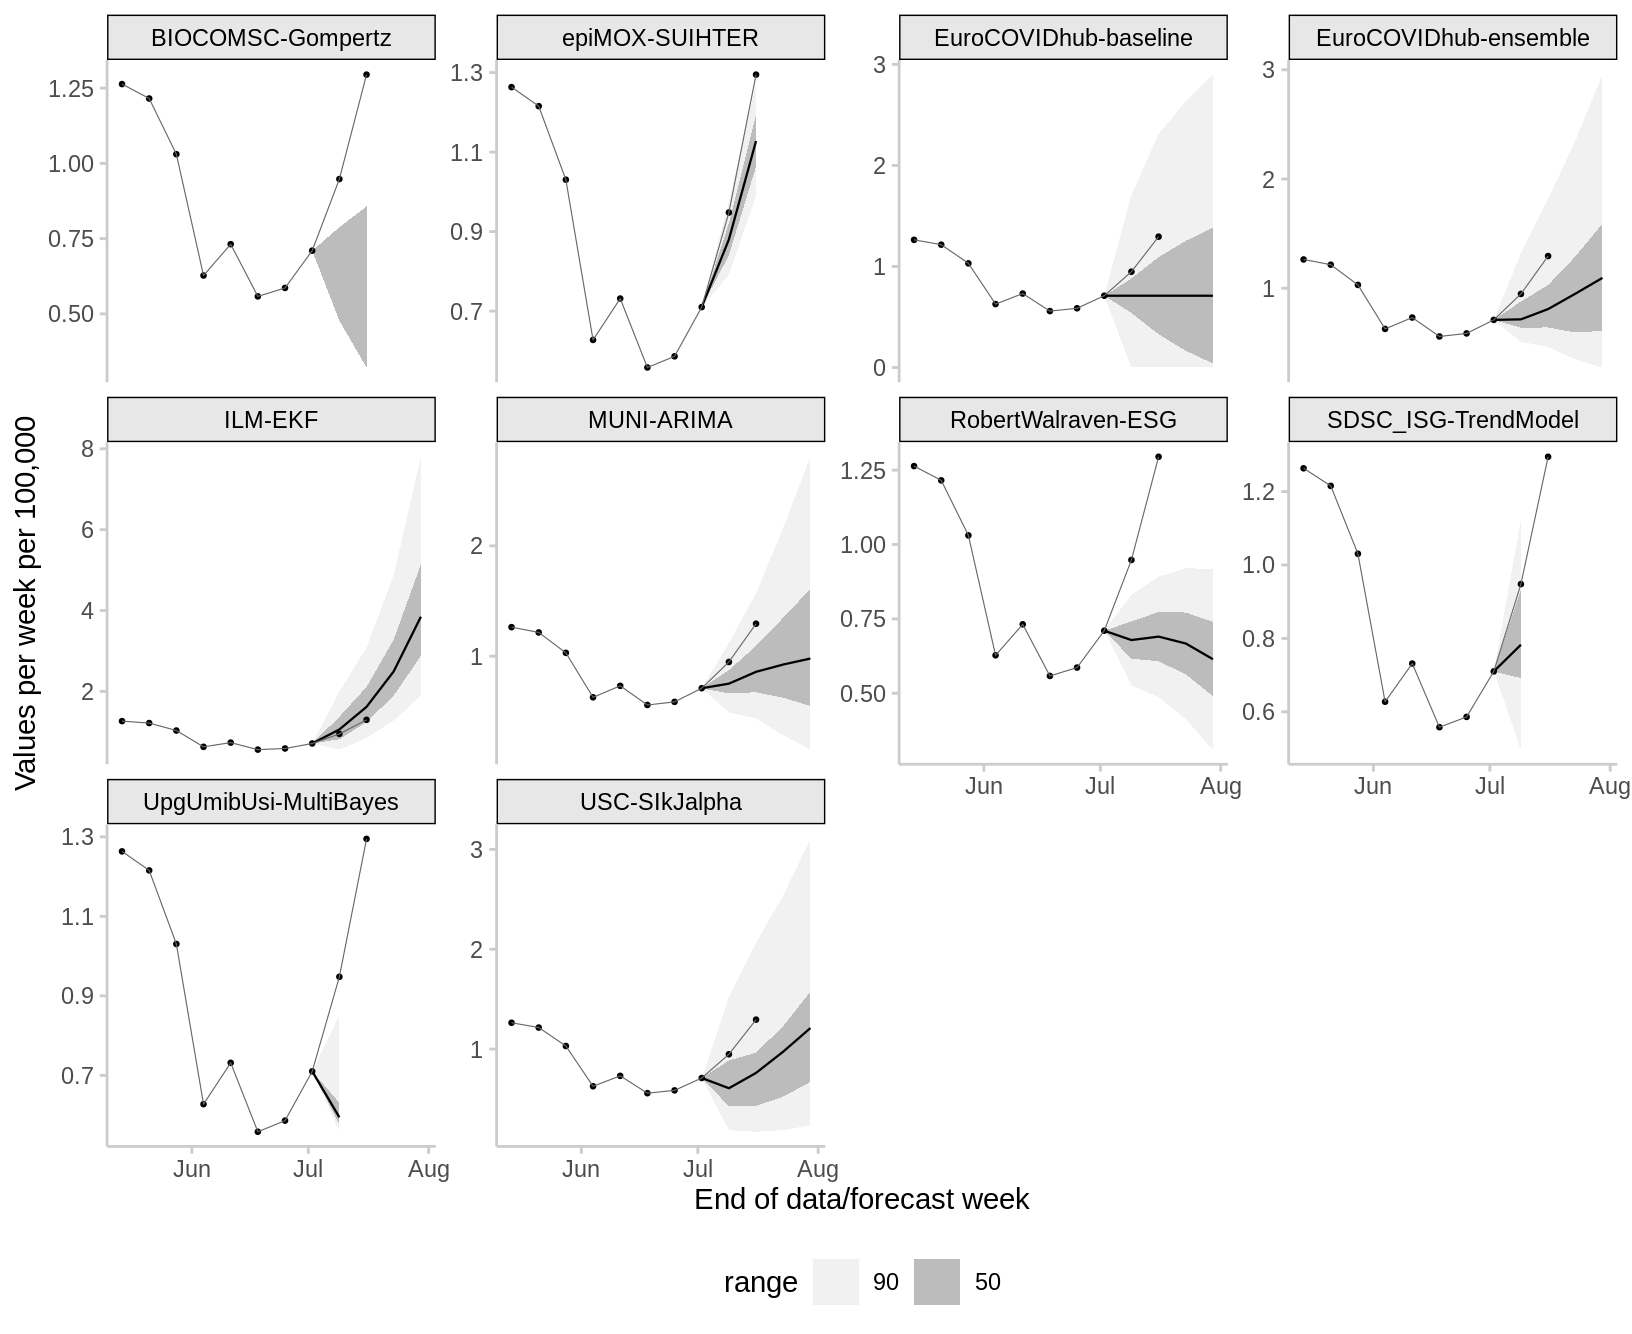 BIOCOMSC-Gompertz
epiMOX-SUIHTER
EuroCOVIDhub-baseline
EuroCOVIDhub-ensemble
1.25
1.00
0.75
0.50
1.3
1.1
0.9
0.7
3
2
1
0
3
2
1
ILM-EKF
MUNI-ARIMA
RobertWalraven-ESG
SDSC_ISG-TrendModel
8
6
4
2
2
1
1.25
1.00
0.75
0.50
Jun
Jul
Aug
1.2
1.0
0.8
0.6
Jun
Jul
Aug
UpgUmibUsi-MultiBayes
USC-SIkJalpha
1.3
1.1
0.9
0.7
Jun
Jul
Aug
3
2
1
Jun
Jul
Aug
Values per week per 100,000
End of data/forecast week
range
90
50